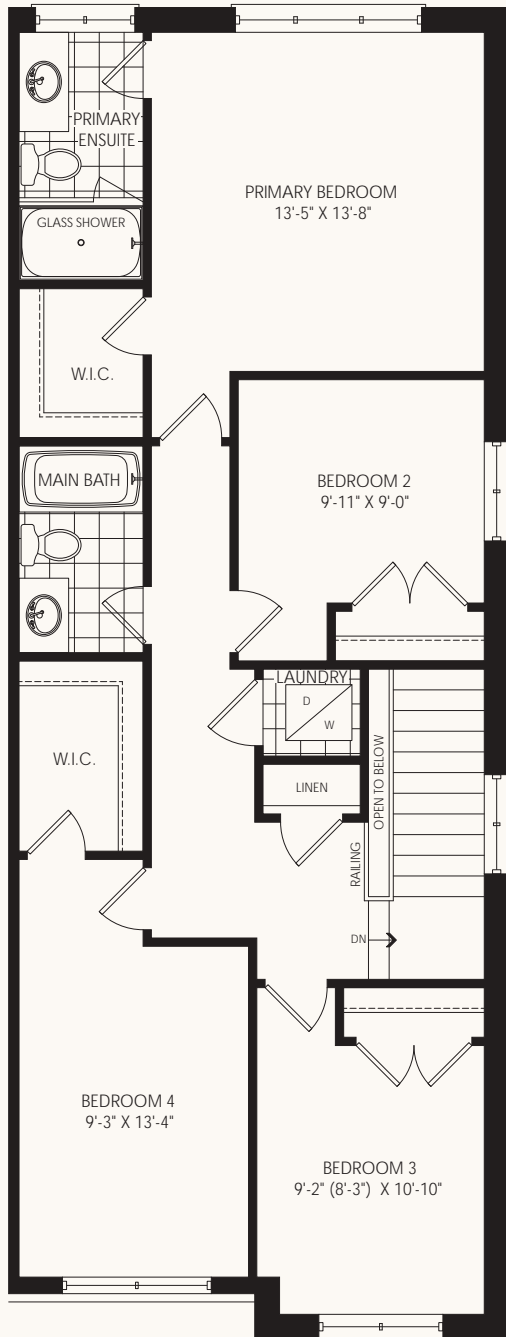 PRIMARY
ENSUITE
GLASS SHOWER
PRIMARY BEDROOM
13'-5" X 13'-8"
W.I.C.
MAIN BATH
BEDROOM 2
9'-11" X 9'-0"
LAUNDRY
D
W
W.I.C.
LINEN
OPEN TO BELOW
RAILING
DN
BEDROOM 4
9'-3" X 13'-4"
BEDROOM 3
9'-2" (8'-3") X 10'-10"